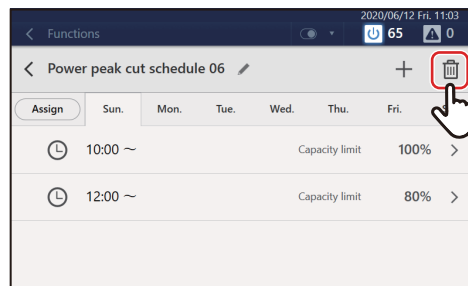 2020/06/12 Fri. 11:03
Functions 65 0
Power peak cut schedule 06
Assign Sun. Mon. Tue. Wed. Thu. Fri.
10:00 ～ Capacity limit 100%
12:00 ～ Capacity limit 80%